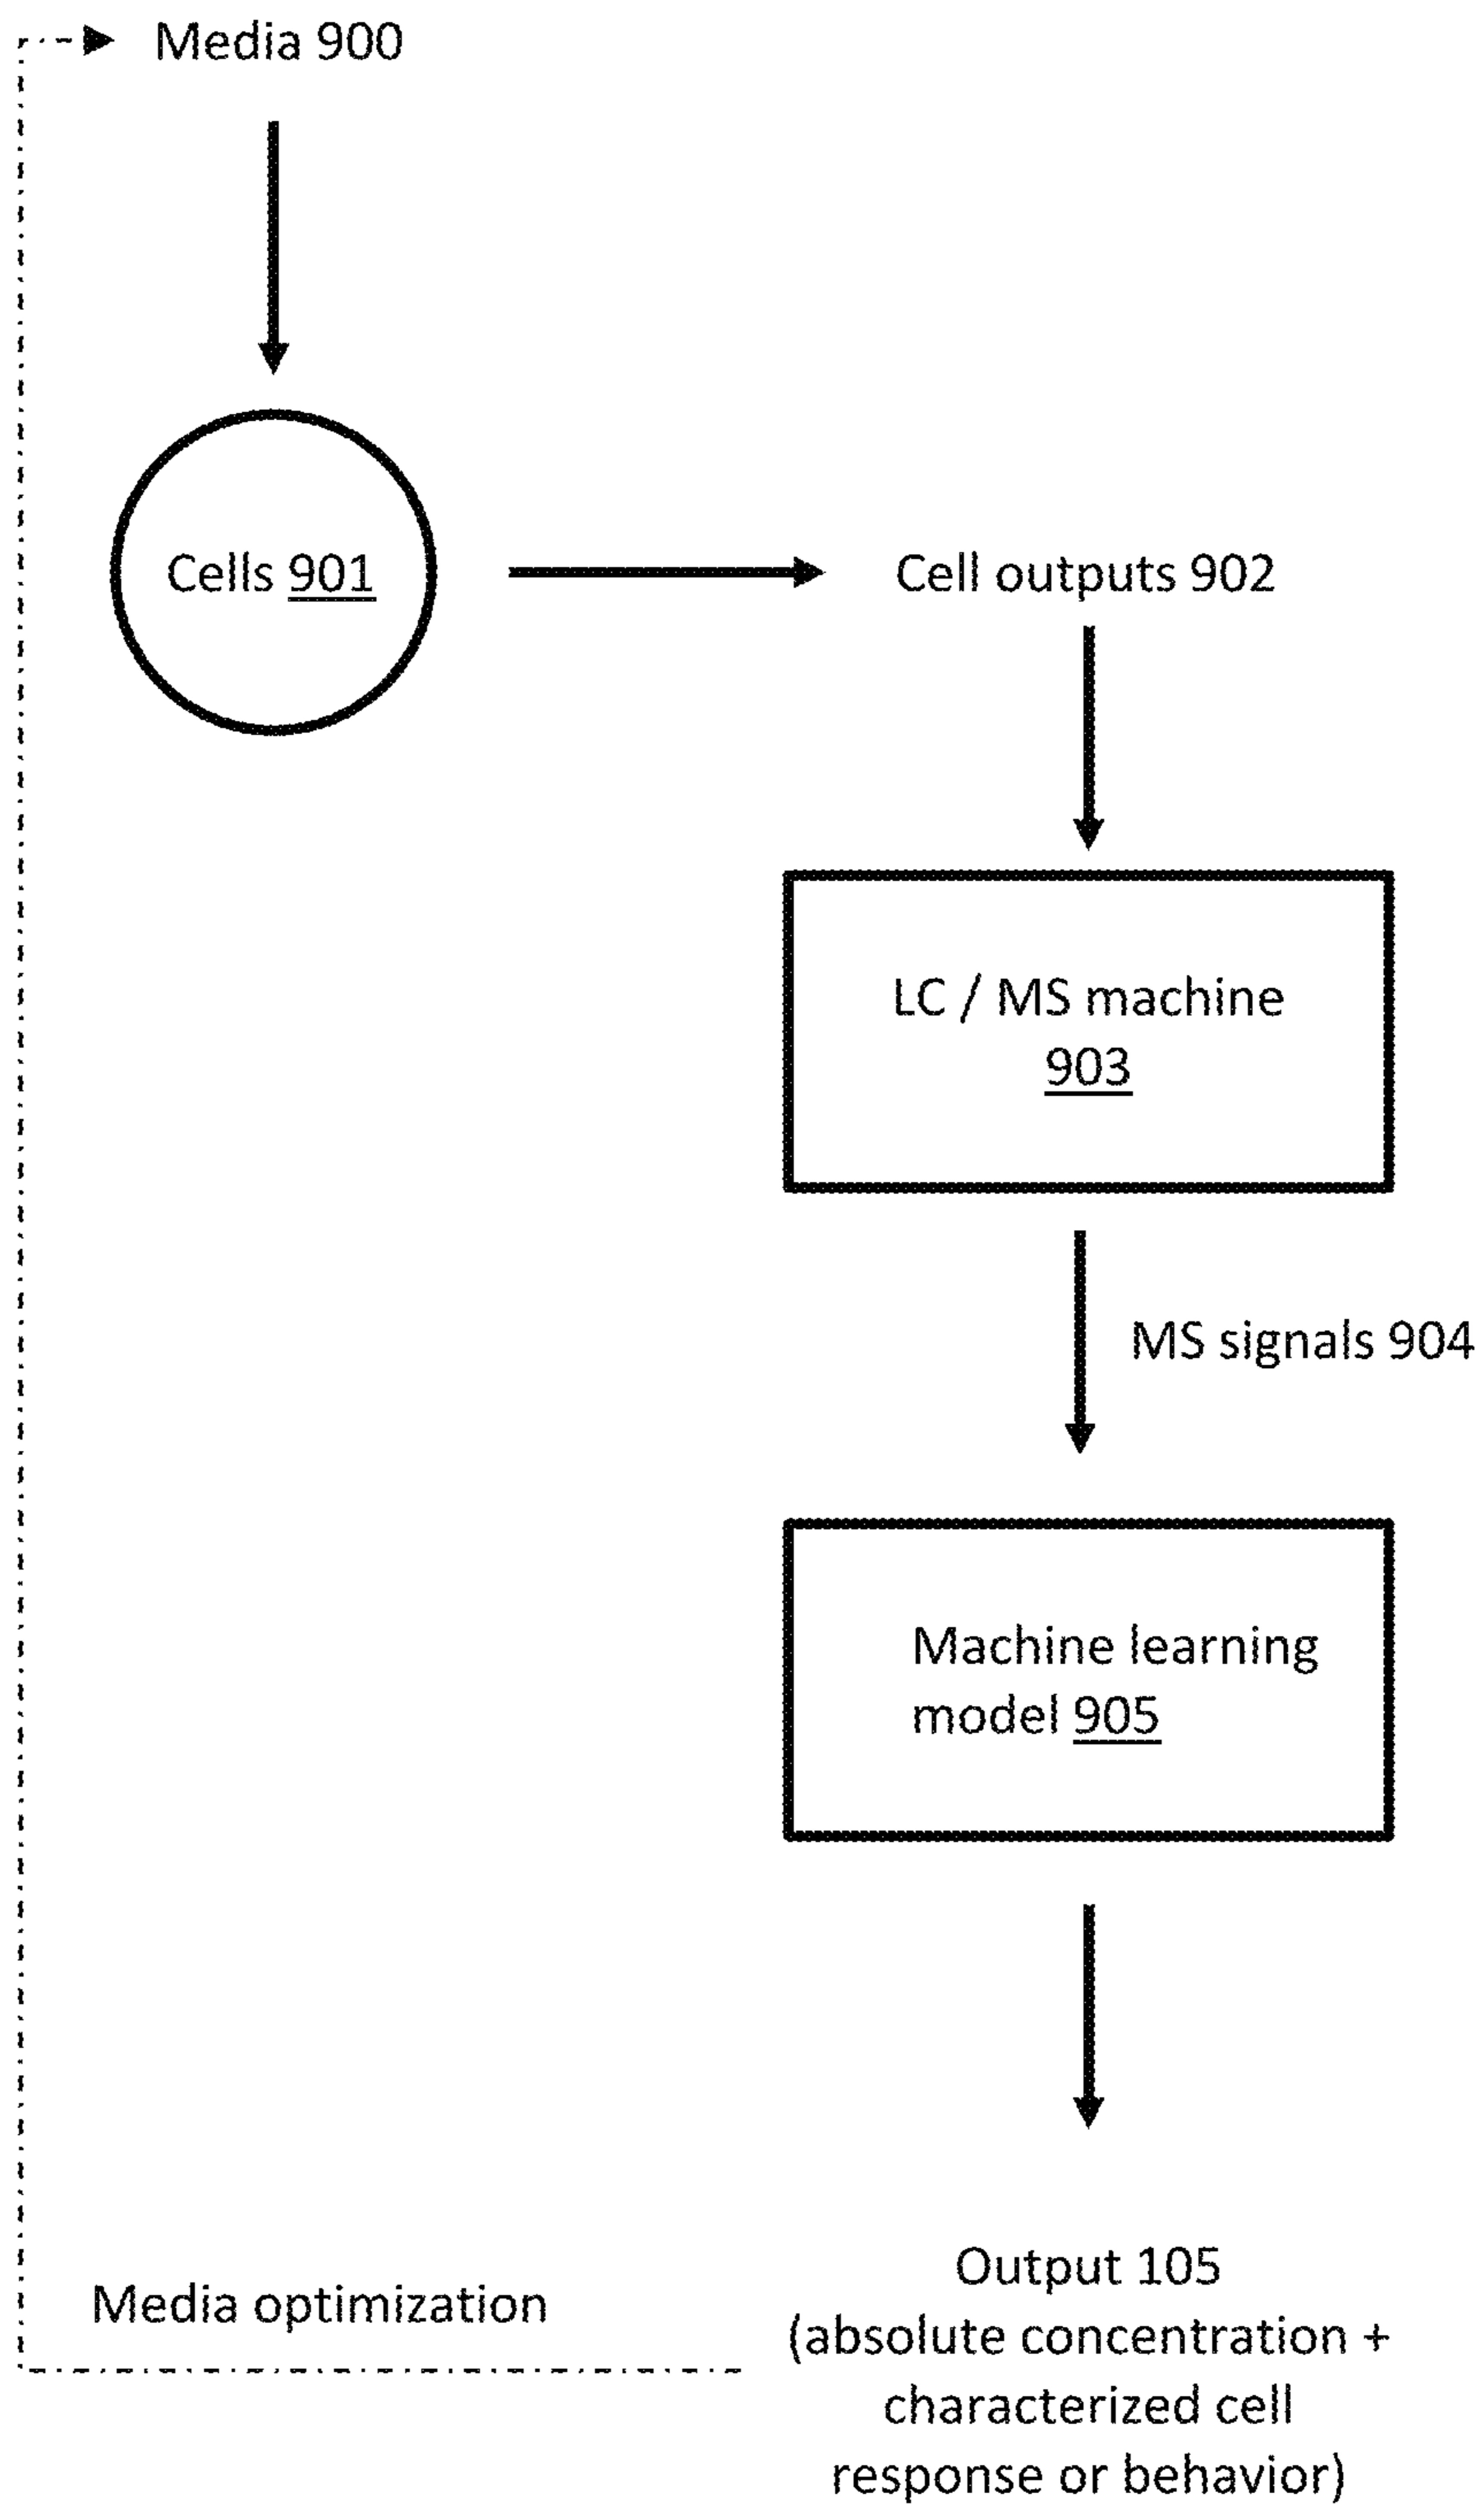 Media 900
Cells 901
Cell outputs 902
LC / MS machine
903
MS signals 904
Machine learning
model 905
Media optimization
Output 105
(absolute concentration +
characterized cell
response or behavior)